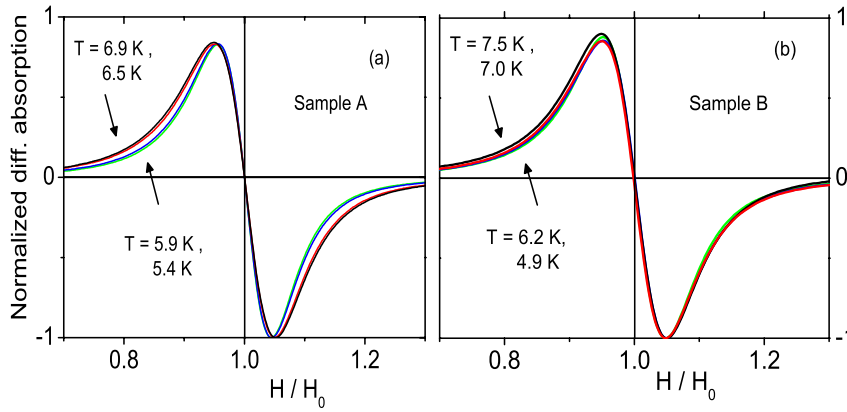 Normalized diff. absorption
1
0
-1
T = 6.9 K ,
6.5 K
(a)
Sample A
T = 5.9 K ,
5.4 K
0.8
1.0
1.2
H / H0
T = 7.5 K ,
7.0 K
(b)
Sample B
T = 6.2 K,
4.9 K
0.8
1.0
1.2
H / H0
1
0
-1